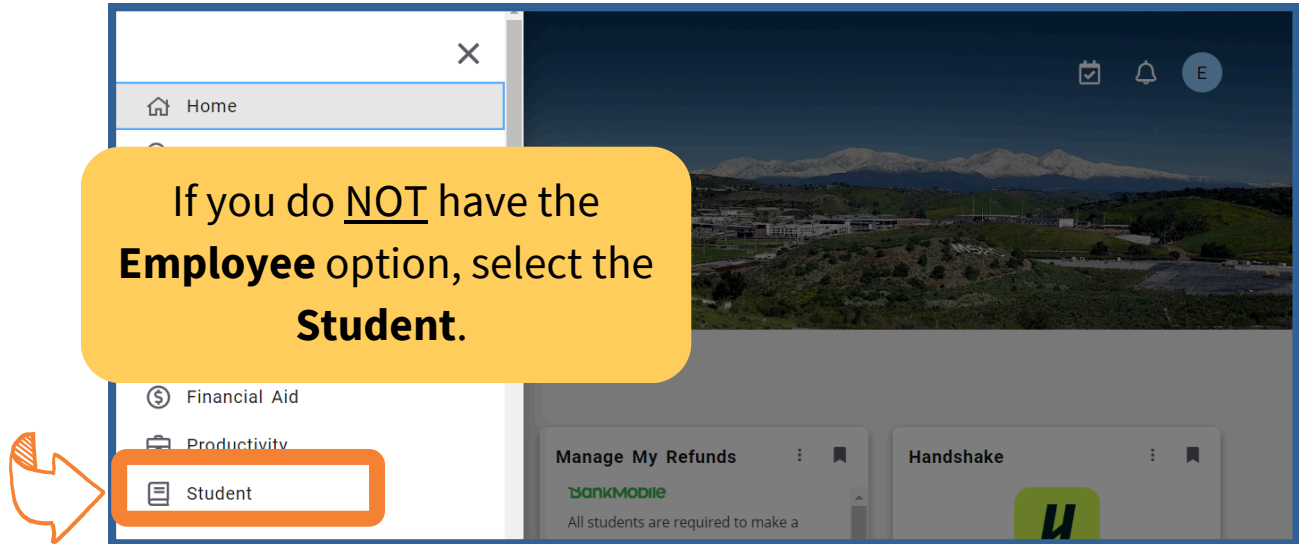 Home
E
If you do NOT have the
Employee option, select the
Student.
Financial Aid
Productivity
Student
Manage My Refunds
BankMobile
All students are required to make a
Handshake